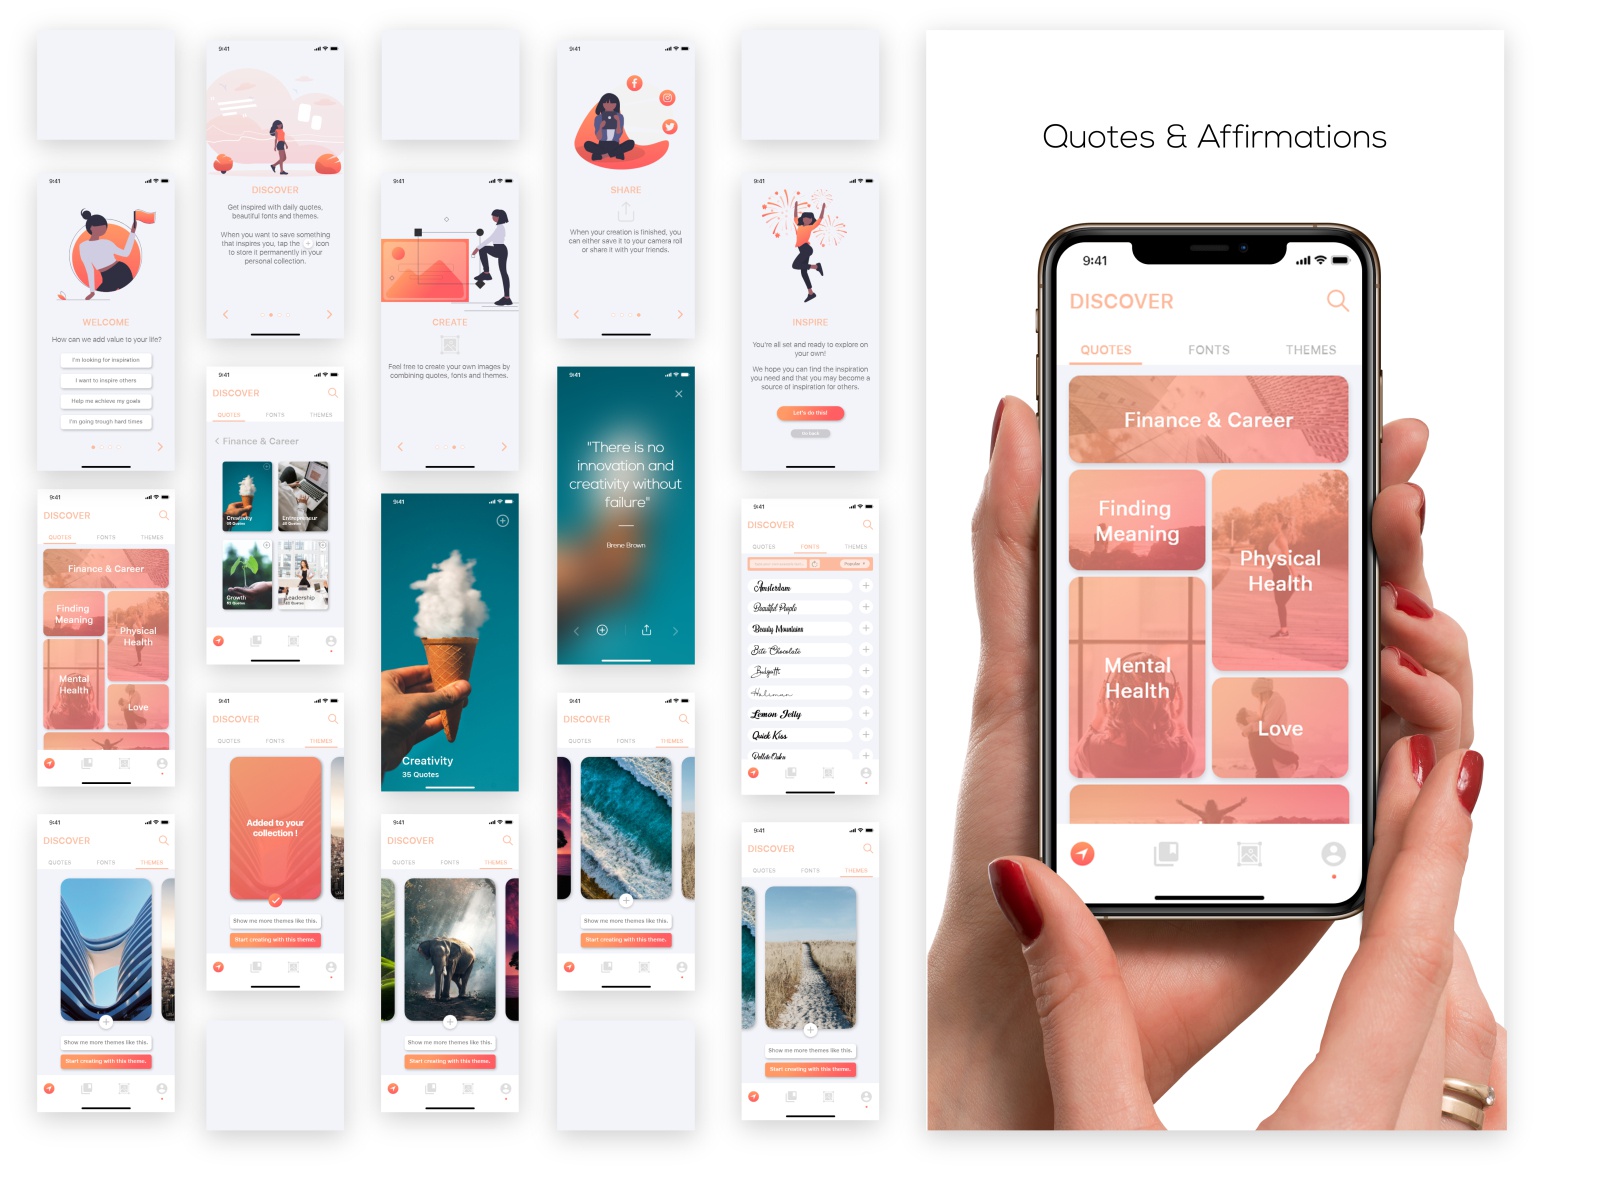 9:41
WELCOME
How can we add value to your life?
I'm looking for inspiration
I want to inspire others
Help me achieve my goals
I'm going trough hard times
9:41
DISCOVER
QUOTES FONTS THEMES
Finance & Career
Finding
Meaning
Physical
Health
Mental
Health
Love
9:41
DISCOVER
QUOTES FONTS THEMES
Show me more themes like this.
Start creating with this theme.
9:41
DISCOVER
Get inspired with daily quotes,
beautiful fonts and themes.
When you want to save something
that inspires you, tap the + icon
to store it permanently in your
personal collection.
9:41
DISCOVER
QUOTES FONTS THEMES
Finance & Career
Creativity
Entrepreneur
Growth
Leadership
9:41
DISCOVER
QUOTES FONTS THEMES
Added to your
collection !
Show me more themes like this.
Start creating with this theme.
9:41
CREATE
Feel free to create your own images by
combining quotes, fonts and themes.
9:41
Creativity
35 Quotes
9:41
DISCOVER
QUOTES FONTS THEMES
Show me more themes like this.
Start creating with this theme.
9:41
SHARE
When your creation is finished, you
can either save it to your camera roll
or share it with your friends.
9:41
"There is no
innovation and
creativity without
failure"
Brene Brown
9:41
DISCOVER
QUOTES FONTS THEMES
Show me more themes like this.
Start creating with this theme.
9:41
INSPIRE
You're all set and ready to explore on
your own!
We hope you can find the inspiration
you need and that you may become a
source of inspiration for others.
Let's do this!
Go back
9:41
DISCOVER
QUOTES FONTS THEMES
Popular
Amsterdam
Beautiful People
Beauty Mountains
Bite Chocolate
Budgatti
Haliman
Lemon Jelly
Quick Kiss
9:41
DISCOVER
QUOTES FONTS THEMES
Show me more themes like this.
Start creating with this theme.
Quotes & Affirmations
9:41
DISCOVER
QUOTES FONTS THEMES
Finance & Career
Finding
Meaning
Physical
Health
Mental
Health
Love